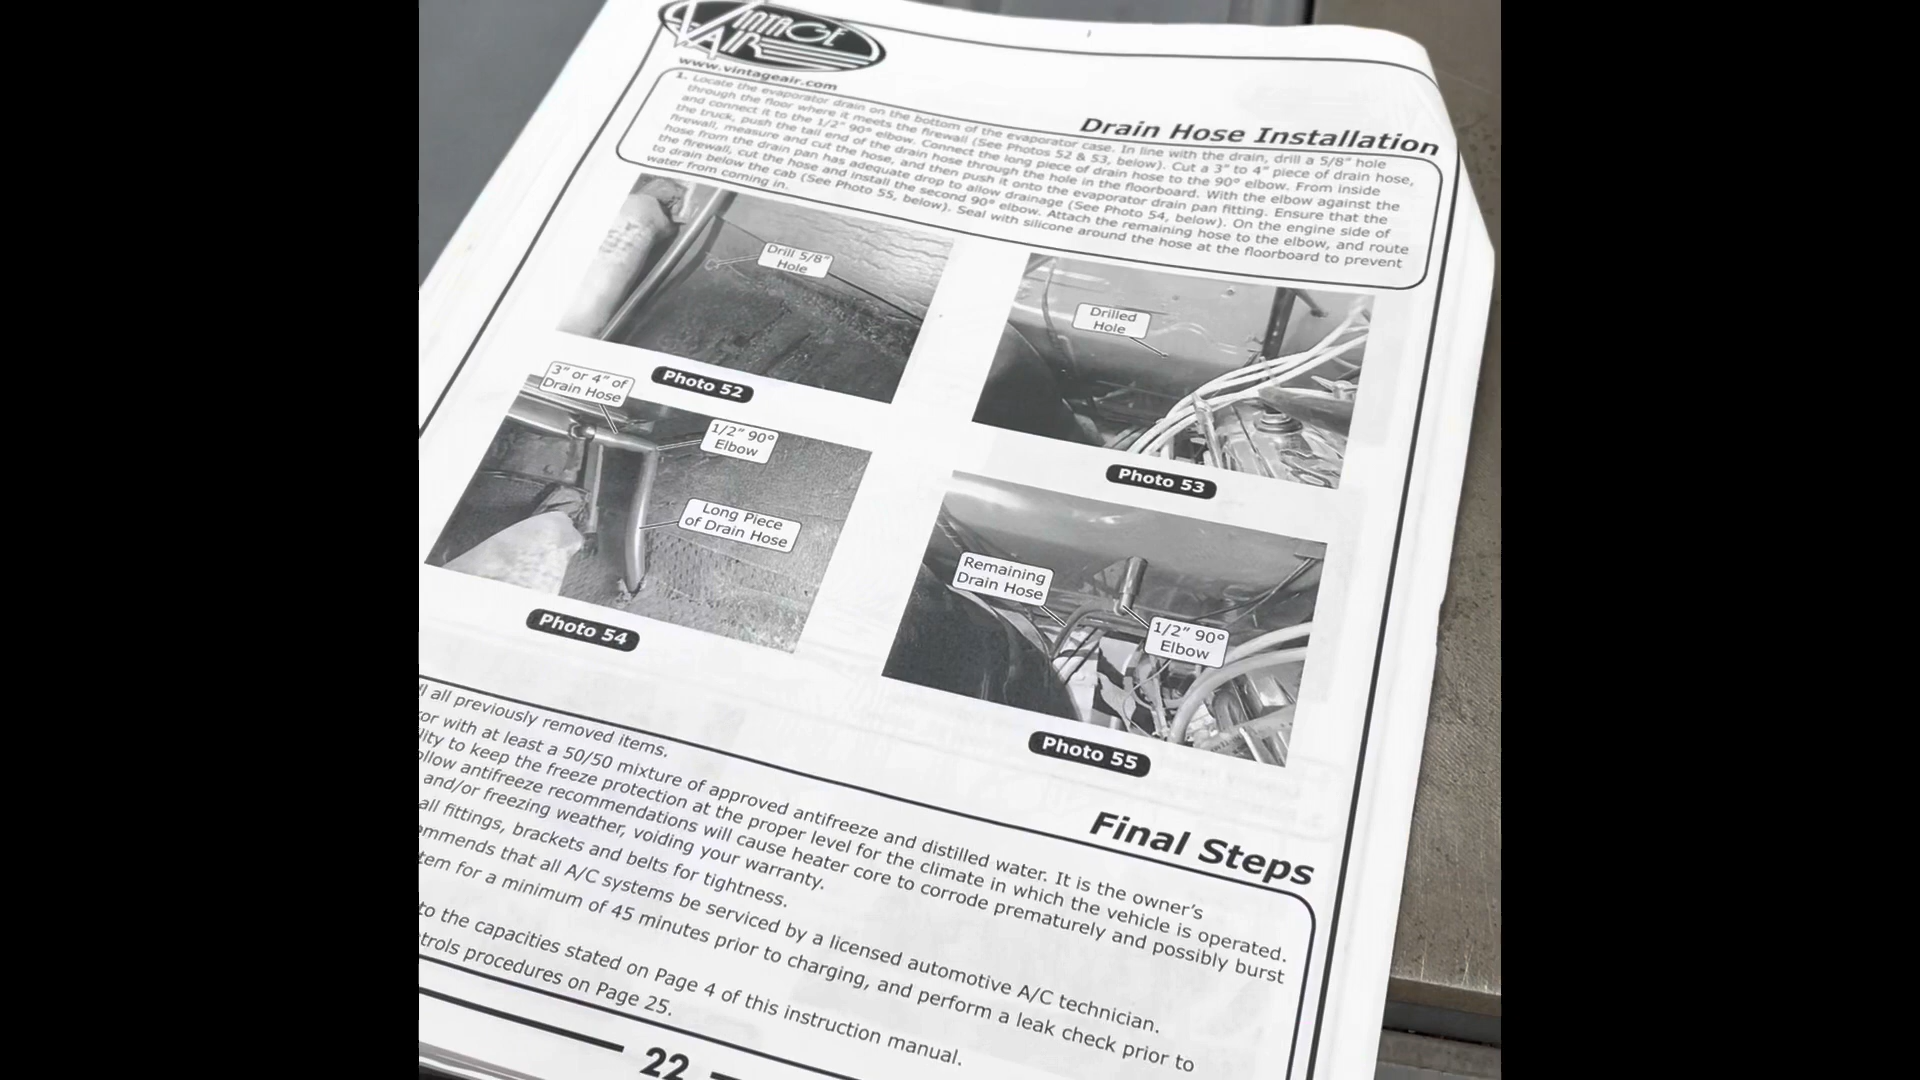 VINTAGE
AIR
www.vintageair.com
Drain Hose Installation
1. Locate the evaporator drain on the bottom of the evaporator case. In line with the drain, drill a 5/8" hole
through the floor where it meets the firewall (See Photos 52 & 53, below). Cut a 3" to 4" piece of drain hose,
and connect it to the 1/2" 90° elbow. Connect the long piece of drain hose to the 90° elbow. From inside
the truck, push the tail end of the drain hose through the hole in the floorboard. With the elbow against the
firewall, measure and cut the hose, and then push it onto the evaporator drain pan fitting. Ensure that the
hose from the drain pan has adequate drop to allow drainage (See Photo 54, below). On the engine side of
the firewall, cut the hose and install the second 90° elbow. Attach the remaining hose to the elbow, and route
to drain below the cab (See Photo 55, below). Seal with silicone around the hose at the floorboard to prevent
water from coming in.
Drill 5/8"
Hole
Photo 52
Drilled
Hole
Photo 53
3" or 4" of
Drain Hose
1/2" 90°
Elbow
Long Piece
of Drain Hose
Photo 54
Remaining
Drain Hose
1/2" 90°
Elbow
Photo 55
Final Steps
all previously removed items.
with at least a 50/50 mixture of approved antifreeze and distilled water. It is the owner's
to keep the freeze protection at the proper level for the climate in which the vehicle is operated.
antifreeze recommendations will cause heater core to corrode prematurely and possibly burst
and/or freezing weather, voiding your warranty.
all fittings, brackets and belts for tightness.
that all A/C systems be serviced by a licensed automotive A/C technician.
for a minimum of 45 minutes prior to charging, and perform a leak check prior to
to the capacities stated on Page 4 of this instruction manual.
procedures on Page 25.
22